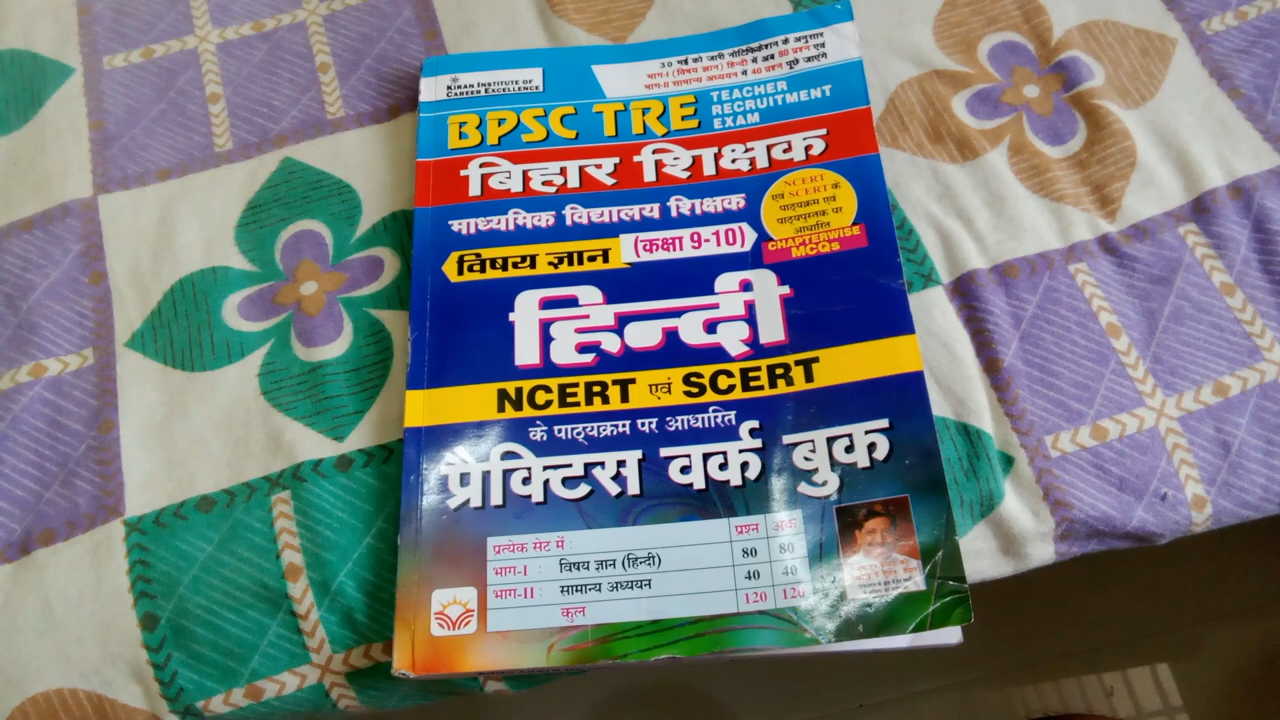 KIRAN INSTITUTE OF
CAREER EXCELLENCE
30 मई को जारी नोटिफिकेशन के अनुसार
भाग-I (विषय ज्ञान) हिन्दी में अब 80 प्रश्न एवं
भाग-II सामान्य अध्ययन में 40 प्रश्न पूछे जाएंगे
BPSC TRE
TEACHER
RECRUITMENT
EXAM
बिहार शिक्षक
माध्यमिक विद्यालय शिक्षक
विषय ज्ञान (कक्षा 9-10)
NCERT
एवं SCERT के
पाठ्यक्रम एवं
पाठ्यपुस्तक पर
आधारित
CHAPTERWISE
MCQs
हिन्दी
NCERT एवं SCERT
के पाठ्यक्रम पर आधारित
प्रैक्टिस वर्क बुक
प्रत्येक सेट में : प्रश्न अंक
भाग-I : विषय ज्ञान (हिन्दी) 80 80
भाग-II : सामान्य अध्ययन 40 40
कुल 120 120